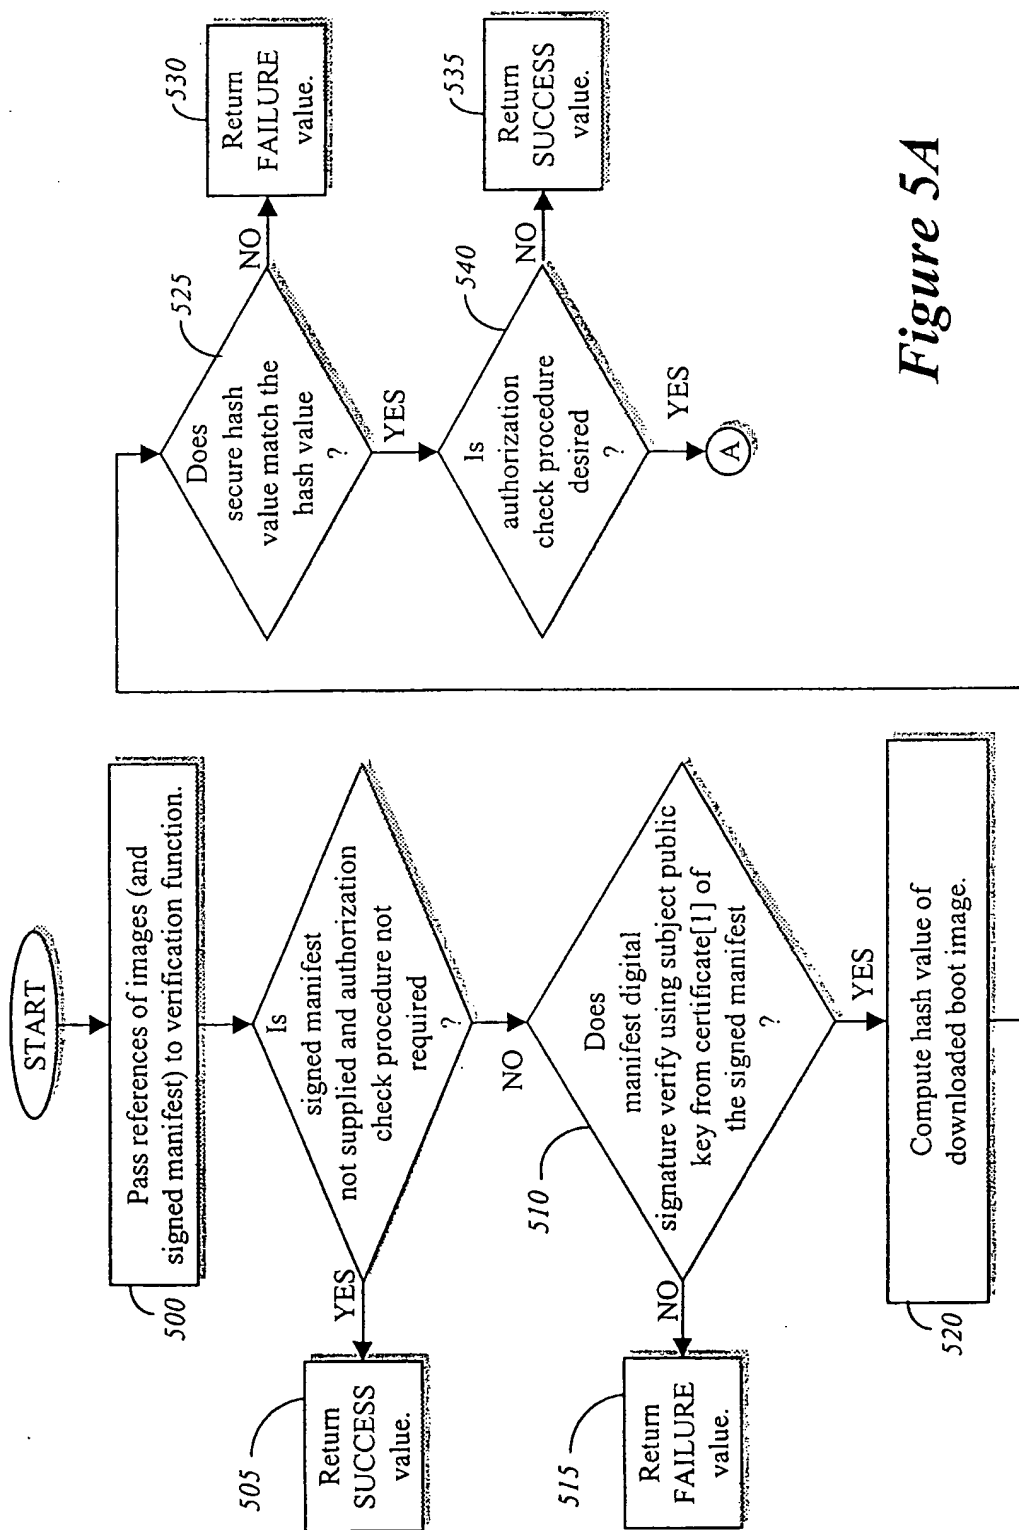 START
Pass references of images (and
signed manifest) to verification function.
500
Is
signed manifest
not supplied and authorization
check procedure not
required
?
YES
505
Return
SUCCESS
value.
NO
510
Does
manifest digital
signature verify using subject public
key from certificate[1] of
the signed manifest
?
NO
515
Return
FAILURE
value.
YES
Compute hash value of
downloaded boot image.
520
525
Does
secure hash
value match the
hash value
?
NO
530
Return
FAILURE
value.
YES
540
Is
authorization
check procedure
desired
?
NO
535
Return
SUCCESS
value.
YES
A
Figure 5A